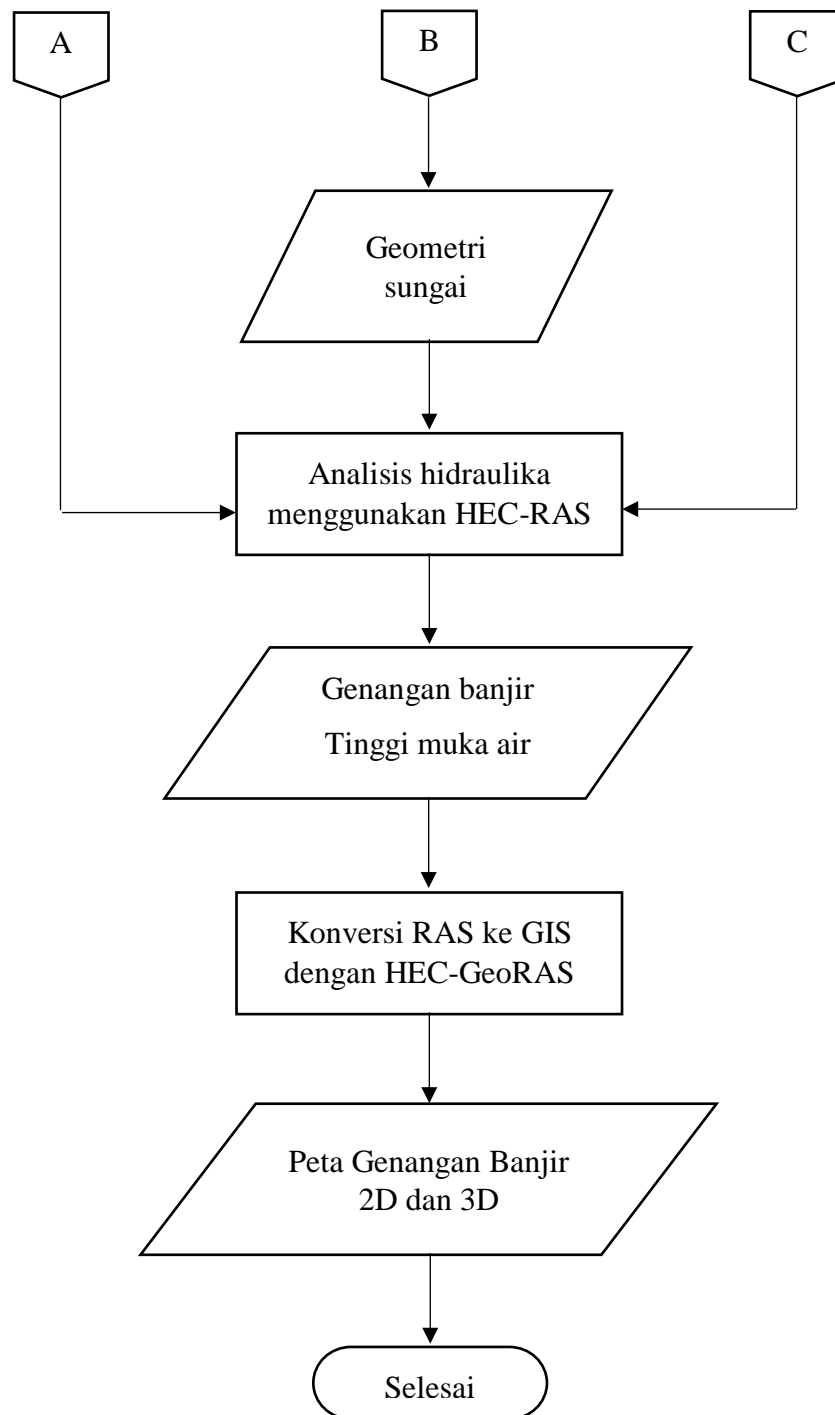 A
B
C
Geometri
sungai
Analisis hidraulika
menggunakan HEC-RAS
Genangan banjir
Tinggi muka air
Konversi RAS ke GIS
dengan HEC-GeoRAS
Peta Genangan Banjir
2D dan 3D
Selesai